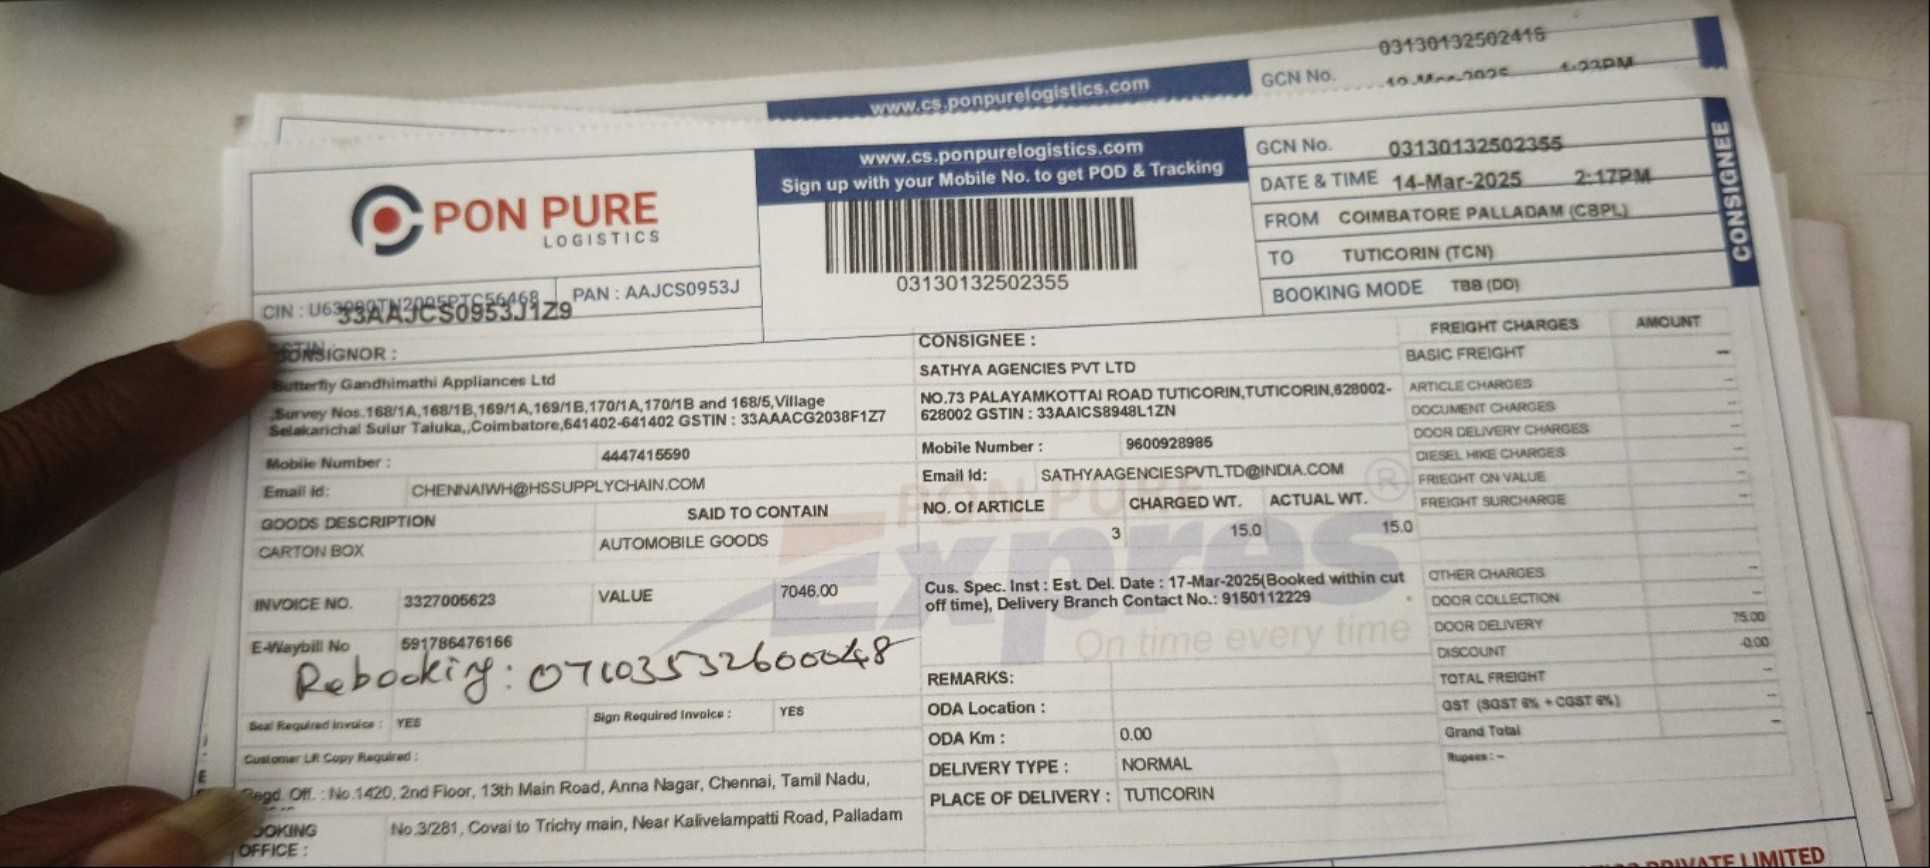 03130132502416
www.cs.ponpurelogistics.com
GCN No.
1:22PM
www.cs.ponpurelogistics.com
Sign up with your Mobile No. to get POD & Tracking
GCN No. 03130132502355
DATE & TIME 14-Mar-2025 2:17PM
FROM COIMBATORE PALLADAM (CBPL)
TO TUTICORIN (TCN)
BOOKING MODE TBB (DD)
CONSIGNEE
PON PURE
LOGISTICS
03130132502355
CIN : PAN : AAJCS0953J
33AAJCS0953J1Z9
CONSIGNOR :
Butterfly Gandhimathi Appliances Ltd
,Survey Nos.168/1A,168/1B,169/1A,169/1B,170/1A,170/1B and 168/5,Village
Selakarichal Sulur Taluka,,Coimbatore,641402-641402 GSTIN : 33AAACG2038F1Z7
Mobile Number : 4447415590
Email Id: CHENNAIWH@HSSUPPLYCHAIN.COM
GOODS DESCRIPTION SAID TO CONTAIN
CARTON BOX AUTOMOBILE GOODS
INVOICE NO. 3327005623 VALUE 7046.00
E-Waybill No 591786476166
Rebooking: 07103532600048
Seal Required Invoice : YES Sign Required Invoice : YES
Customer LR Copy Required :
Regd. Off. : No.1420, 2nd Floor, 13th Main Road, Anna Nagar, Chennai, Tamil Nadu,
BOOKING No.3/281, Covai to Trichy main, Near Kalivelampatti Road, Palladam
OFFICE :
CONSIGNEE :
SATHYA AGENCIES PVT LTD
NO.73 PALAYAMKOTTAI ROAD TUTICORIN,TUTICORIN,628002-
628002 GSTIN : 33AAICS8948L1ZN
Mobile Number : 9600928985
Email Id: SATHYAAGENCIESPVTLTD@INDIA.COM
PON PURE ®
Expres
On time every time
NO. Of ARTICLE CHARGED WT. ACTUAL WT.
3 15.0 15.0
Cus. Spec. Inst : Est. Del. Date : 17-Mar-2025(Booked within cut
off time), Delivery Branch Contact No.: 9150112229
REMARKS:
ODA Location :
ODA Km : 0.00
DELIVERY TYPE : NORMAL
PLACE OF DELIVERY : TUTICORIN
FREIGHT CHARGES AMOUNT
BASIC FREIGHT --
ARTICLE CHARGES --
DOCUMENT CHARGES --
DOOR DELIVERY CHARGES --
DIESEL HIKE CHARGES --
FRIEGHT ON VALUE --
FREIGHT SURCHARGE --
OTHER CHARGES --
DOOR COLLECTION --
DOOR DELIVERY 75.00
DISCOUNT -0.00
TOTAL FREIGHT --
GST (SGST 6% + CGST 6%) --
Grand Total --
Rupees : --
PRIVATE LIMITED